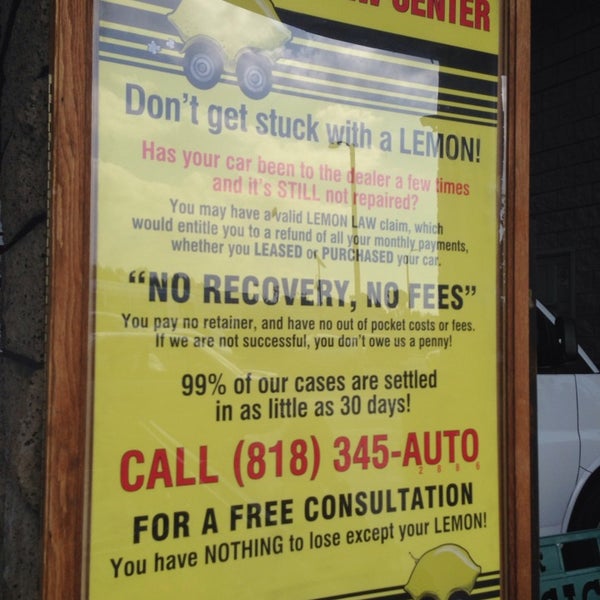 CENTER
Don't get stuck with a LEMON!
Has your car been to the dealer a few times
and it's STILL not repaired?
You may have a valid LEMON LAW claim, which
would entitle you to a refund of all your monthly payments,
whether you LEASED or PURCHASED your car.
"NO RECOVERY, NO FEES"
You pay no retainer, and have no out of pocket costs or fees.
If we are not successful, you don't owe us a penny!
99% of our cases are settled
in as little as 30 days!
CALL (818) 345-AUTO
2 8 8 6
FOR A FREE CONSULTATION
You have NOTHING to lose except your LEMON!